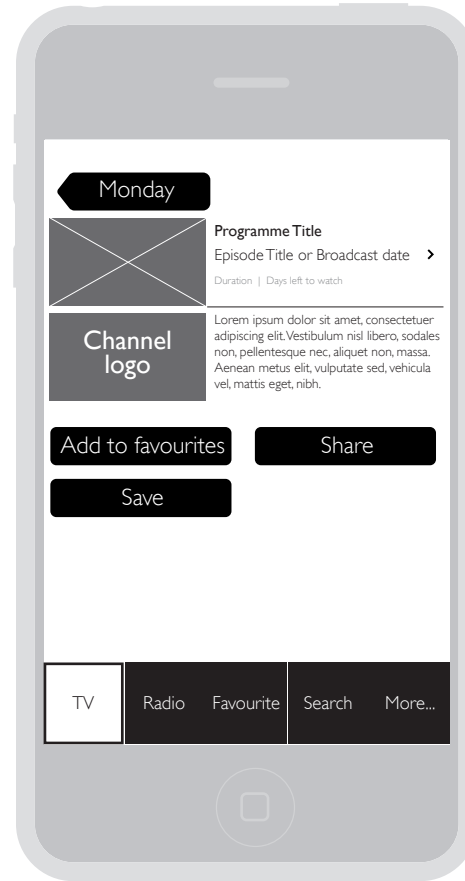 Monday
Programme Title
Episode Title or Broadcast date
Duration | Days left to watch
Channel
logo
Lorem ipsum dolor sit amet, consectetuer
adipiscing elit. Vestibulum nisl libero, sodales
non, pellentesque nec, aliquet non, massa.
Aenean metus elit, vulputate sed, vehicula
vel, mattis eget, nibh.
Add to favourites
Share
Save
TV
Radio
Favourite
Search
More...